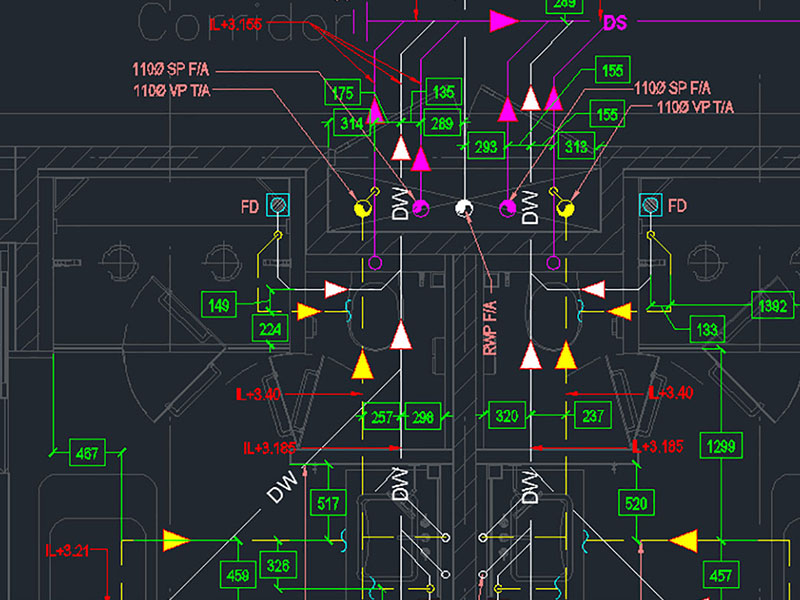 289
Corridor
IL+3.155
DS
110Ø SP F/A
110Ø VP T/A
175
135
155
110Ø SP F/A
110Ø VP T/A
314
289
155
293
313
FD
DW
DW
FD
149
224
RWP F/A
1392
133
IL+3.40
IL+3.40
257
298
320
237
IL+3.185
IL+3.185
467
1299
DW
DW
DW
517
520
IL+3.21
326
459
457